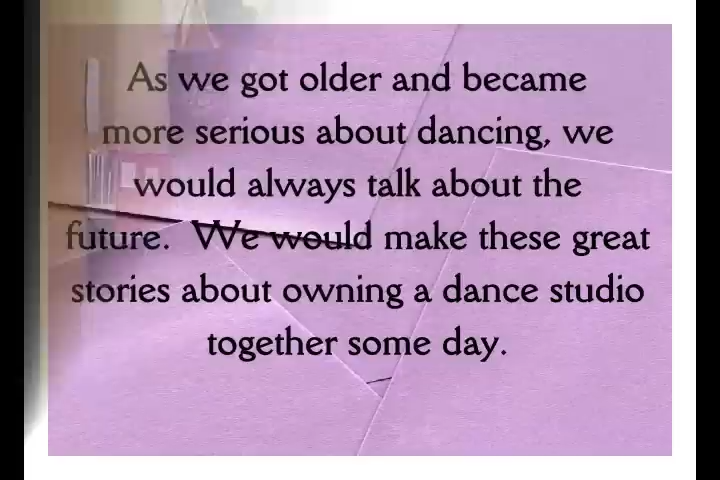 As we got older and became
more serious about dancing, we
would always talk about the
future. We would make these great
stories about owning a dance studio
together some day.